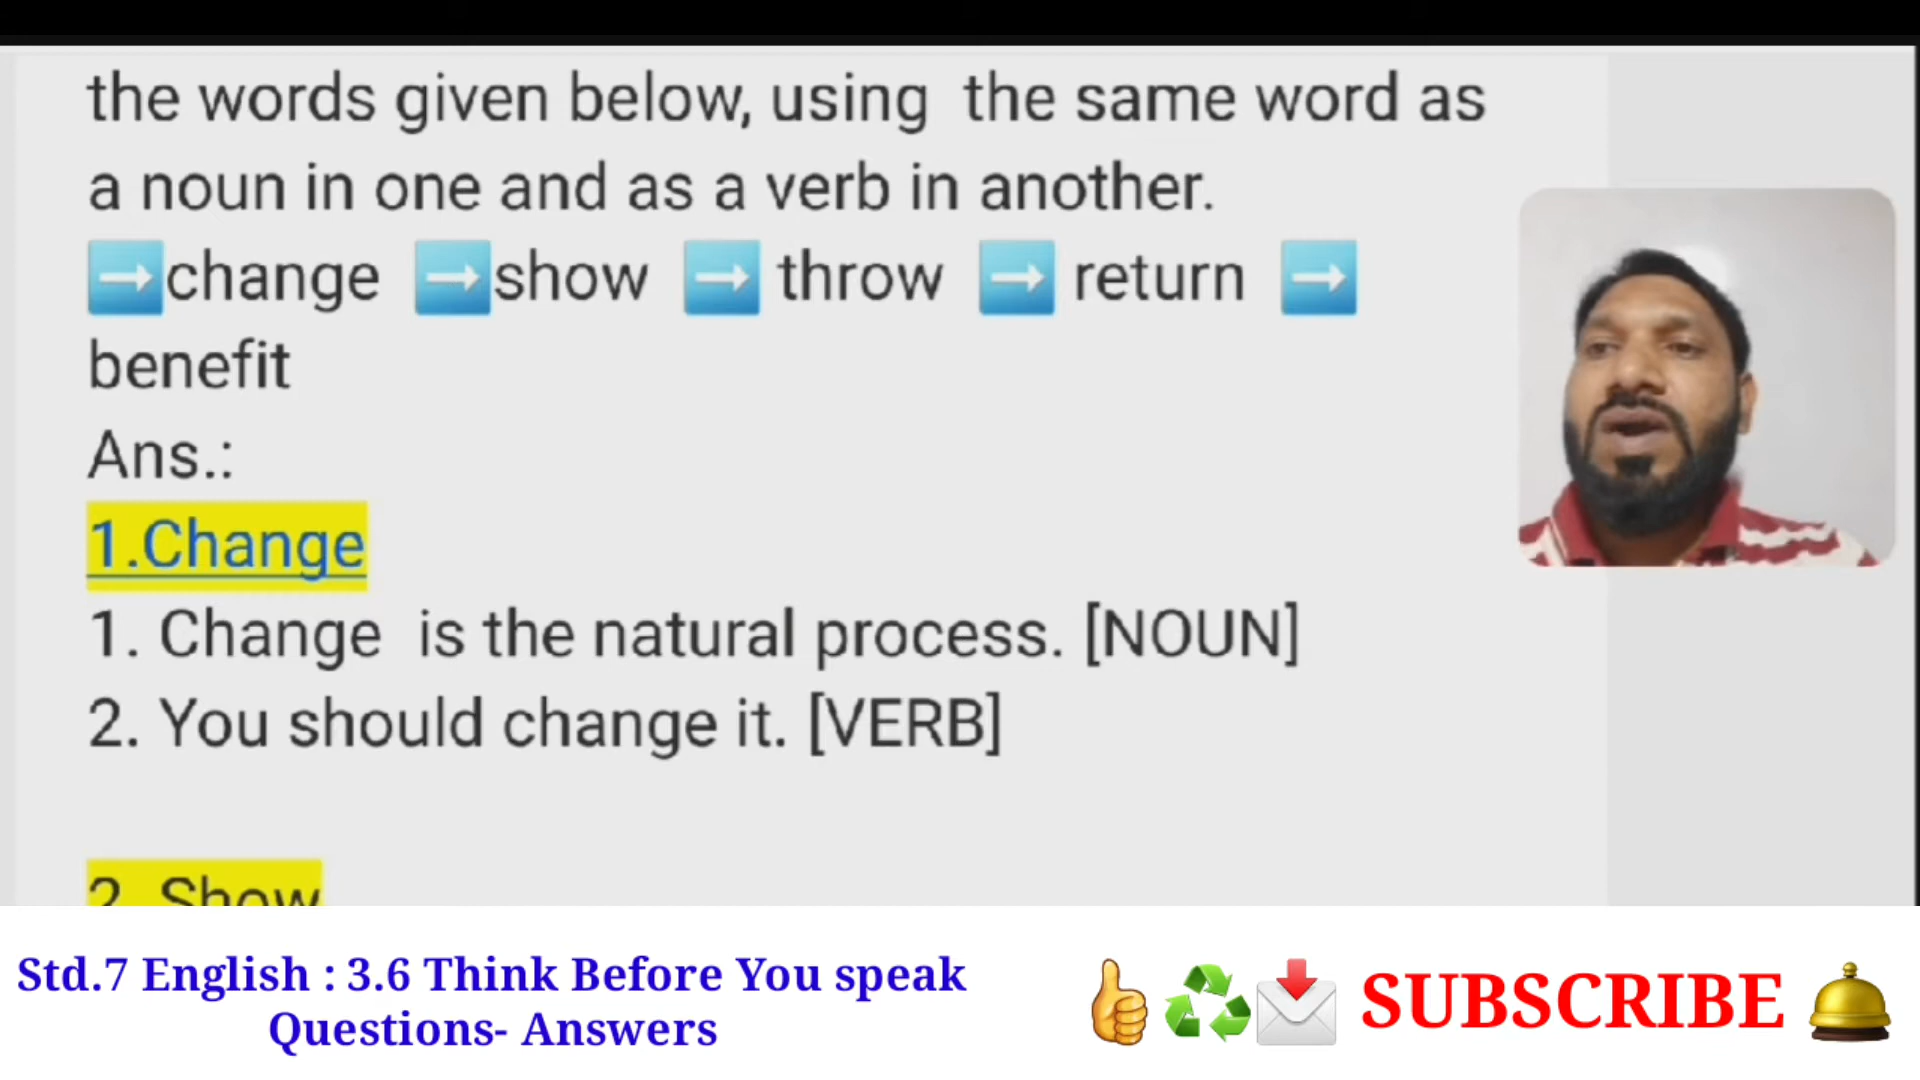 the words given below, using the same word as
a noun in one and as a verb in another.
➡️change ➡️show ➡️ throw ➡️ return ➡️
benefit
Ans.:
1.Change
1. Change is the natural process. [NOUN]
2. You should change it. [VERB]
2. Show
Std.7 English : 3.6 Think Before You speak
Questions- Answers
SUBSCRIBE